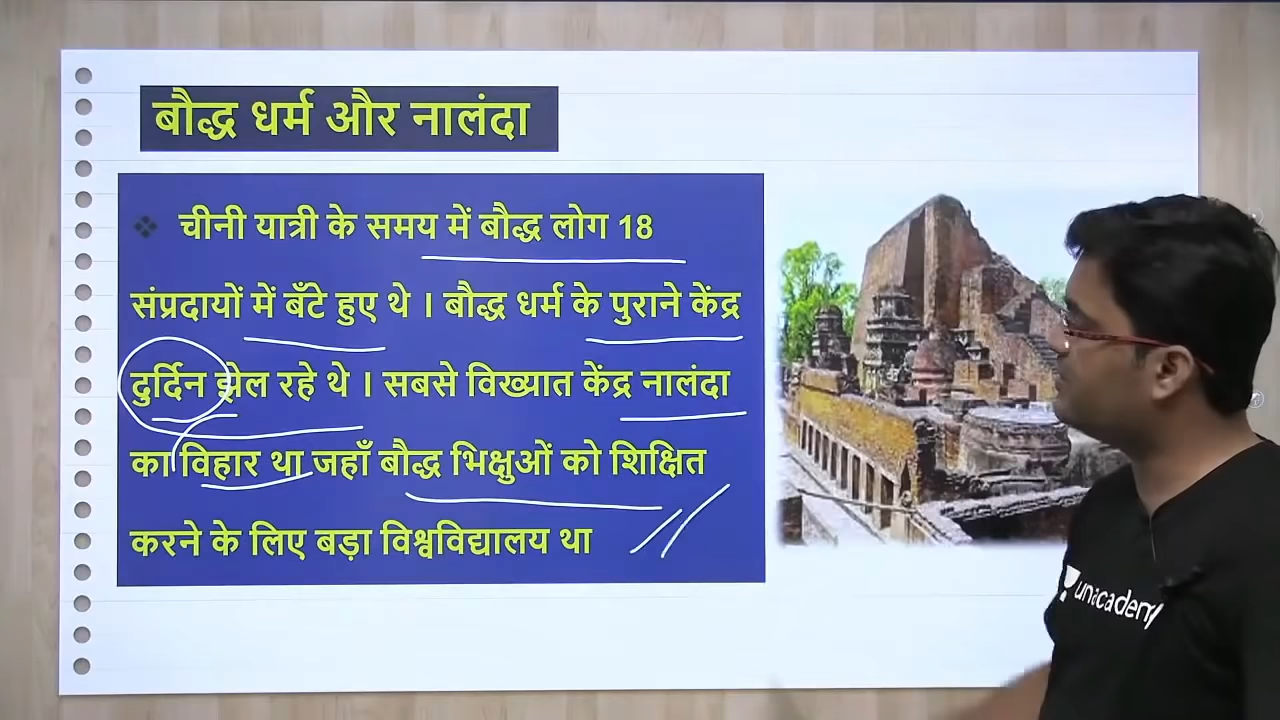 बौद्ध धर्म और नालंदा
❖ चीनी यात्री के समय में बौद्ध लोग 18
संप्रदायों में बँटे हुए थे । बौद्ध धर्म के पुराने केंद्र
दुर्दिन झेल रहे थे । सबसे विख्यात केंद्र नालंदा
का विहार था जहाँ बौद्ध भिक्षुओं को शिक्षित
करने के लिए बड़ा विश्वविद्यालय था
unacademy